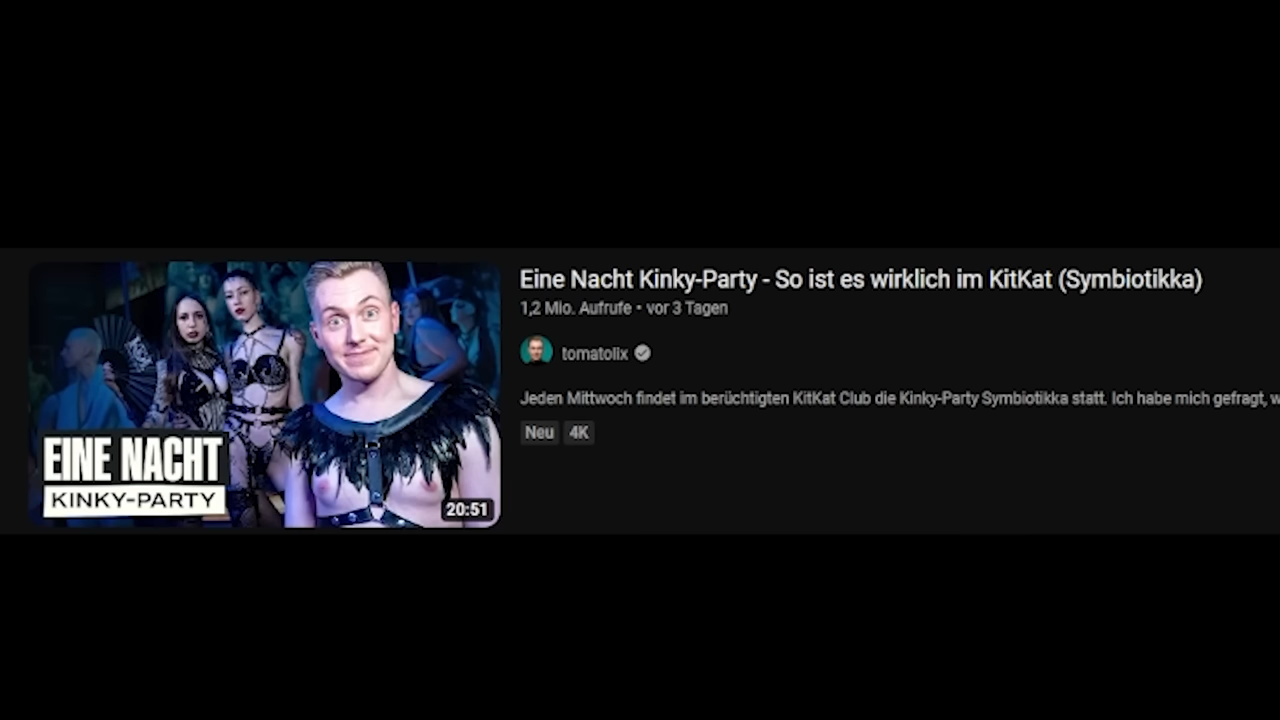 Eine Nacht Kinky-Party - So ist es wirklich im KitKat (Symbiotikka)
1,2 Mio. Aufrufe • vor 3 Tagen
tomatolix
Jeden Mittwoch findet im berüchtigten KitKat Club die Kinky-Party Symbiotikka statt. Ich habe mich gefragt, w
Neu 4K
EINE NACHT
KINKY-PARTY
20:51